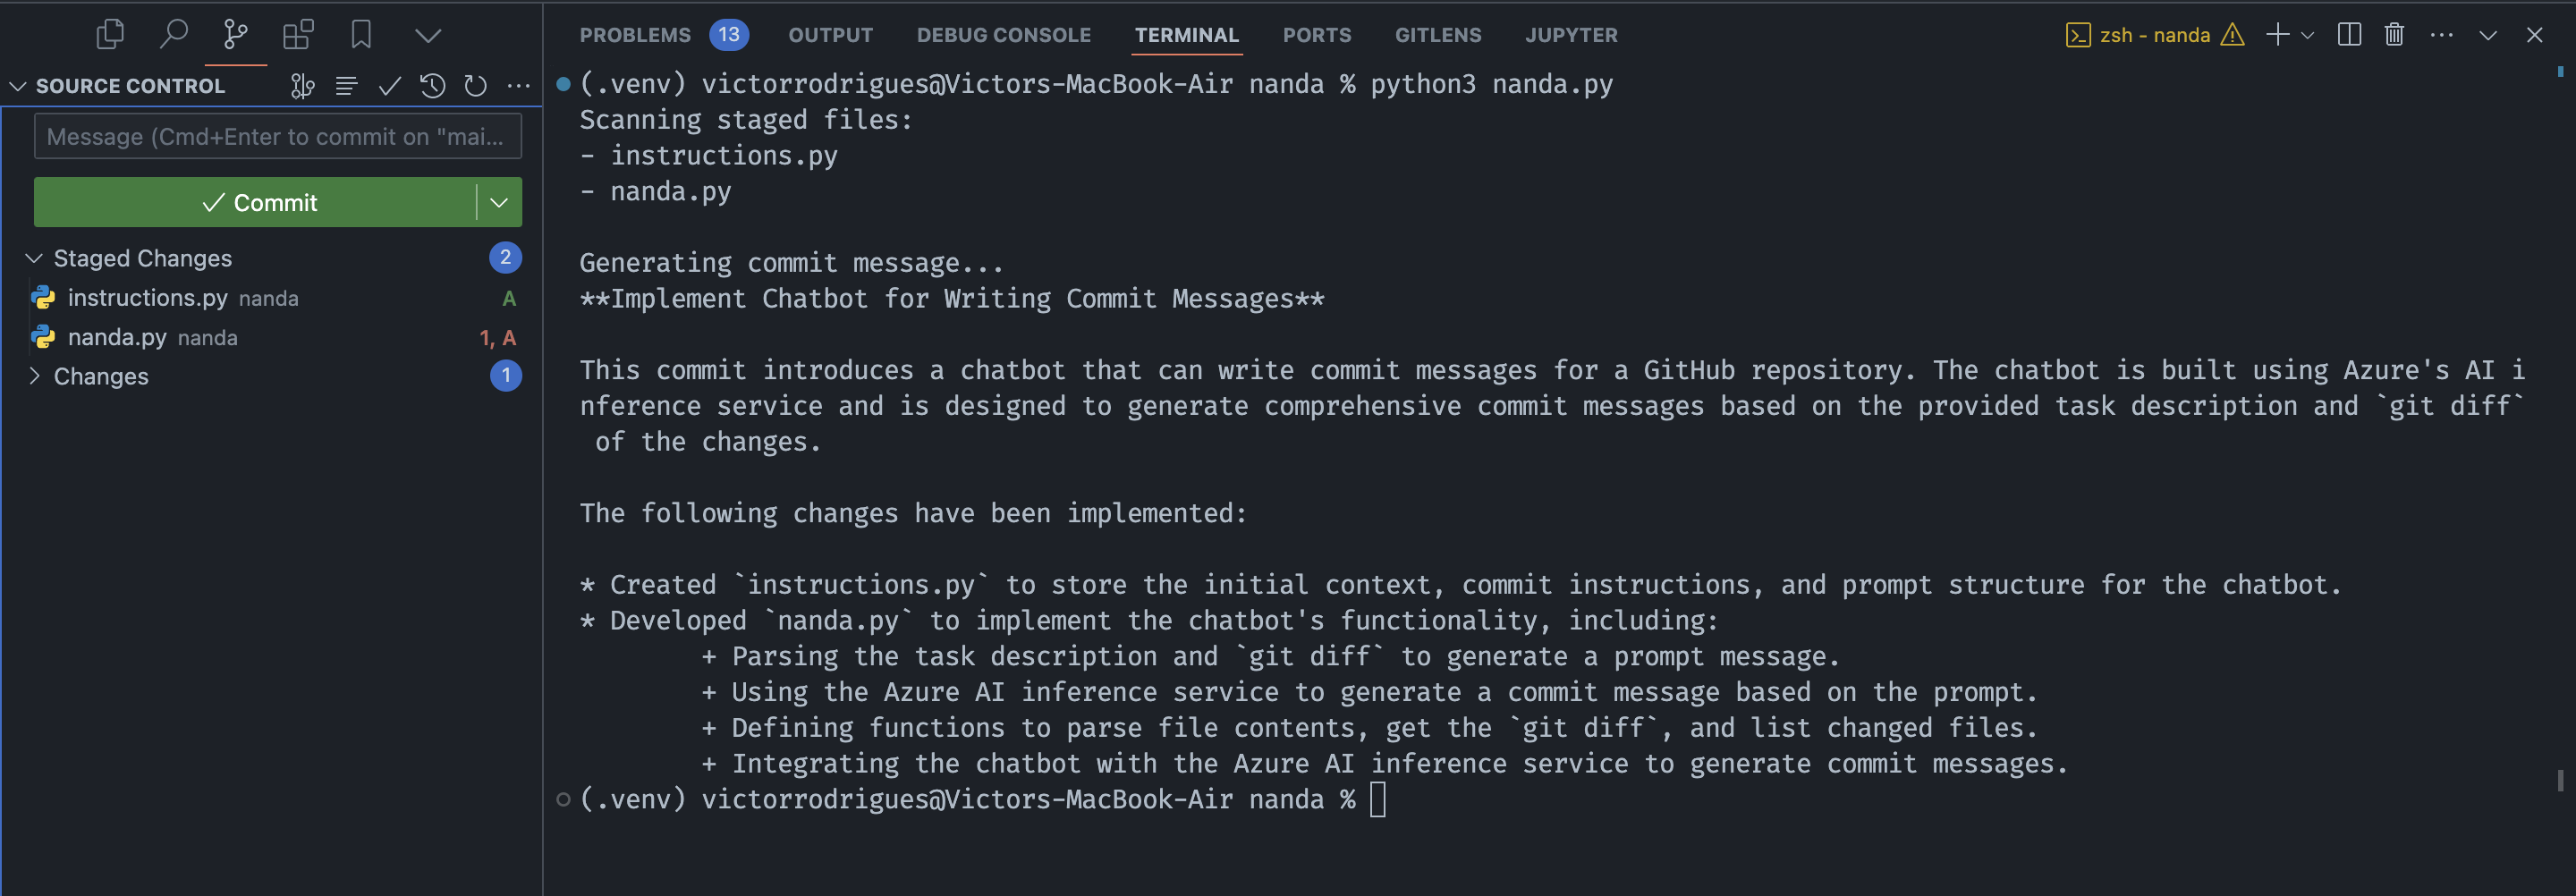 SOURCE CONTROL
Message (Cmd+Enter to commit on "mai...
Commit
Staged Changes 2
instructions.py nanda A
nanda.py nanda 1, A
Changes 1
PROBLEMS 13 OUTPUT DEBUG CONSOLE TERMINAL PORTS GITLENS JUPYTER zsh - nanda
(.venv) victorrodrigues@Victors-MacBook-Air nanda % python3 nanda.py
Scanning staged files:
- instructions.py
- nanda.py
Generating commit message...
**Implement Chatbot for Writing Commit Messages**
This commit introduces a chatbot that can write commit messages for a GitHub repository. The chatbot is built using Azure's AI i
nference service and is designed to generate comprehensive commit messages based on the provided task description and `git diff`
of the changes.
The following changes have been implemented:
* Created `instructions.py` to store the initial context, commit instructions, and prompt structure for the chatbot.
* Developed `nanda.py` to implement the chatbot's functionality, including:
+ Parsing the task description and `git diff` to generate a prompt message.
+ Using the Azure AI inference service to generate a commit message based on the prompt.
+ Defining functions to parse file contents, get the `git diff`, and list changed files.
+ Integrating the chatbot with the Azure AI inference service to generate commit messages.
(.venv) victorrodrigues@Victors-MacBook-Air nanda %